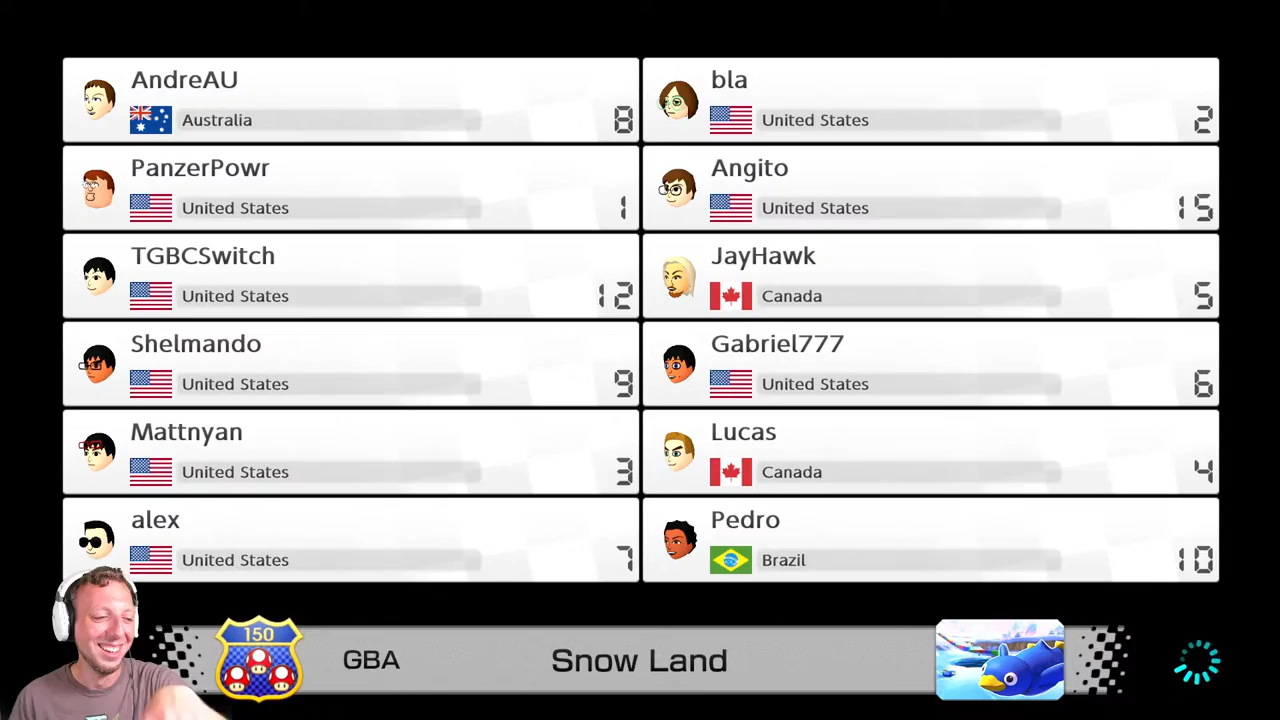 AndreAU
Australia 8
PanzerPowr
United States 1
TGBCSwitch
United States 12
Shelmando
United States 9
Mattnyan
United States 3
alex
United States 7
bla
United States 2
Angito
United States 15
JayHawk
Canada 5
Gabriel777
United States 6
Lucas
Canada 4
Pedro
Brazil 10
150
GBA Snow Land